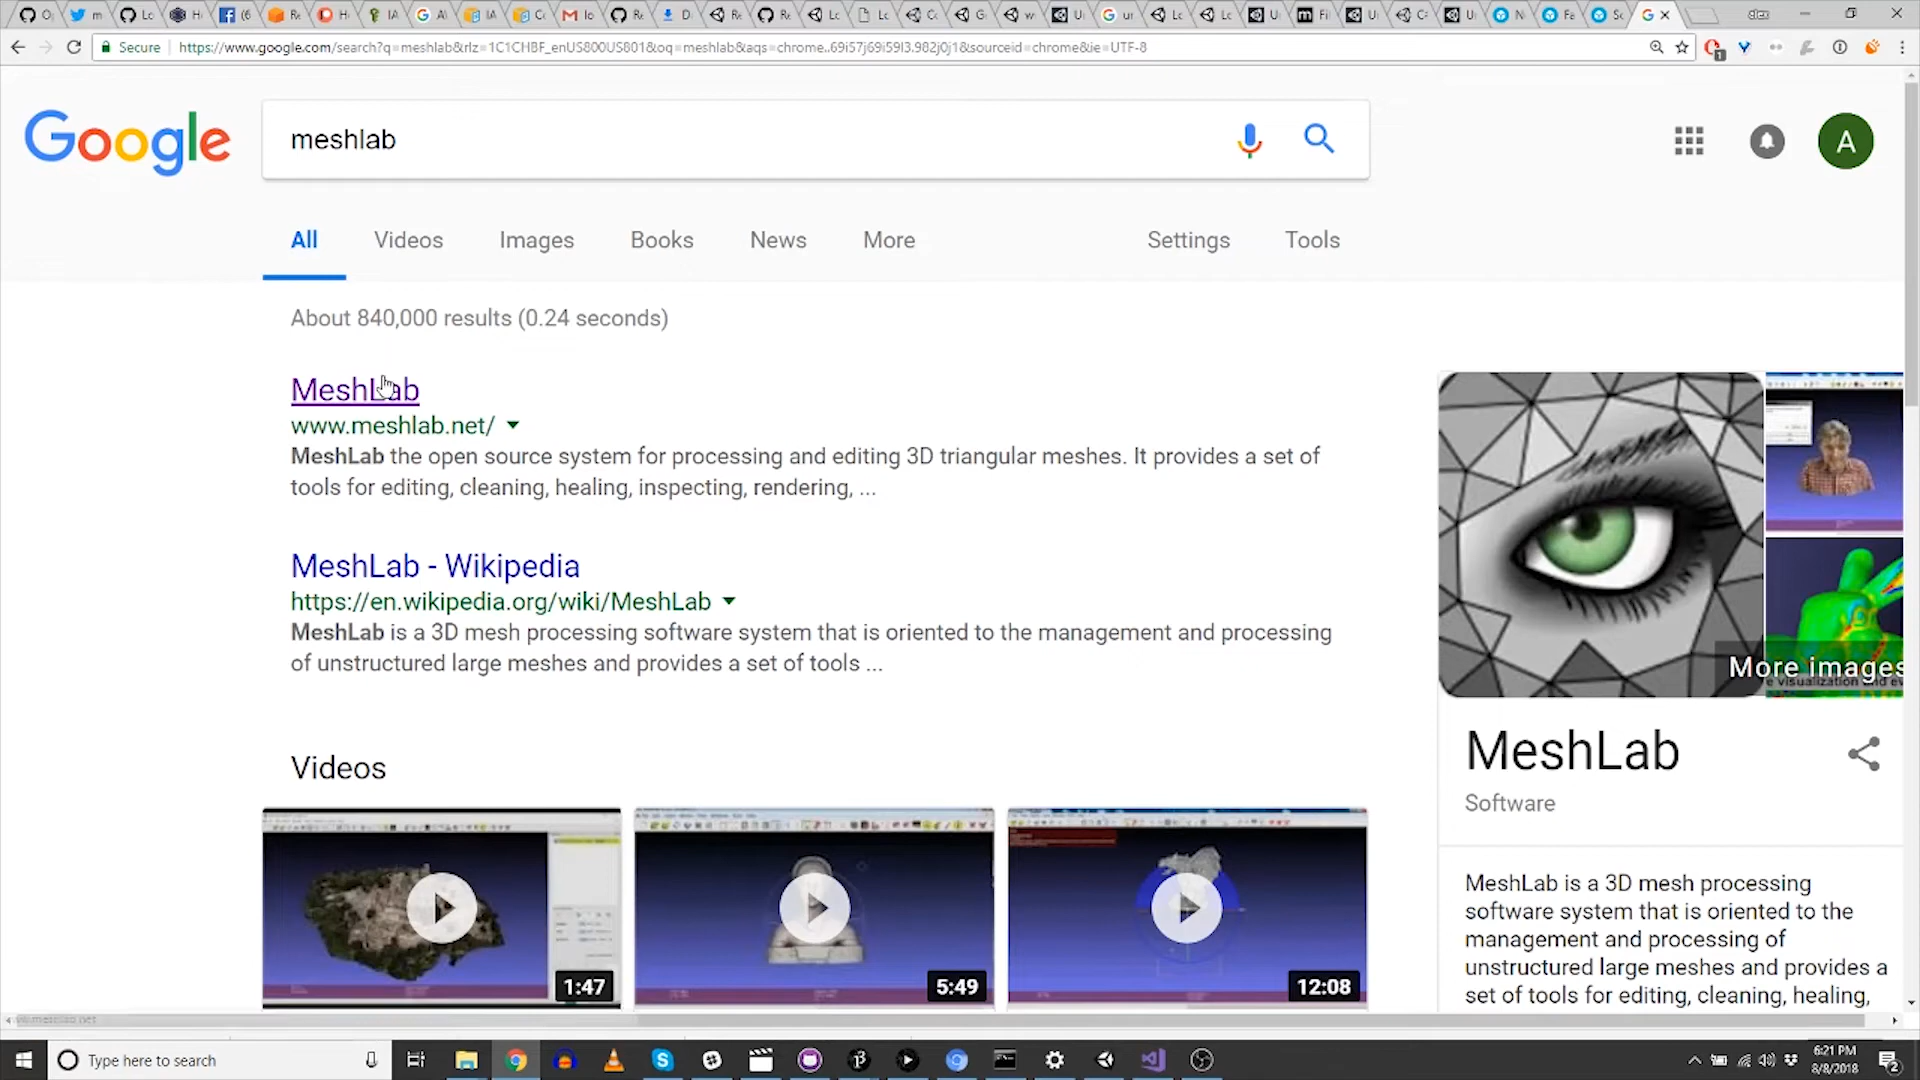 Secure
https://www.google.com/search?q=meshlab&rlz=1C1CHBF_enUS800US801&oq=meshlab&aqs=chrome..69i57j69i59l3.982j0j1&sourceid=chrome&ie=UTF-8
Google
meshlab
A
All Videos Images Books News More Settings Tools
About 840,000 results (0.24 seconds)
MeshLab
www.meshlab.net/
MeshLab the open source system for processing and editing 3D triangular meshes. It provides a set of
tools for editing, cleaning, healing, inspecting, rendering, ...
MeshLab - Wikipedia
https://en.wikipedia.org/wiki/MeshLab
MeshLab is a 3D mesh processing software system that is oriented to the management and processing
of unstructured large meshes and provides a set of tools ...
Videos
1:47
5:49
12:08
More images
MeshLab
Software
MeshLab is a 3D mesh processing
software system that is oriented to the
management and processing of
unstructured large meshes and provides a
set of tools for editing, cleaning, healing,
Type here to search
6:21 PM
8/8/2018